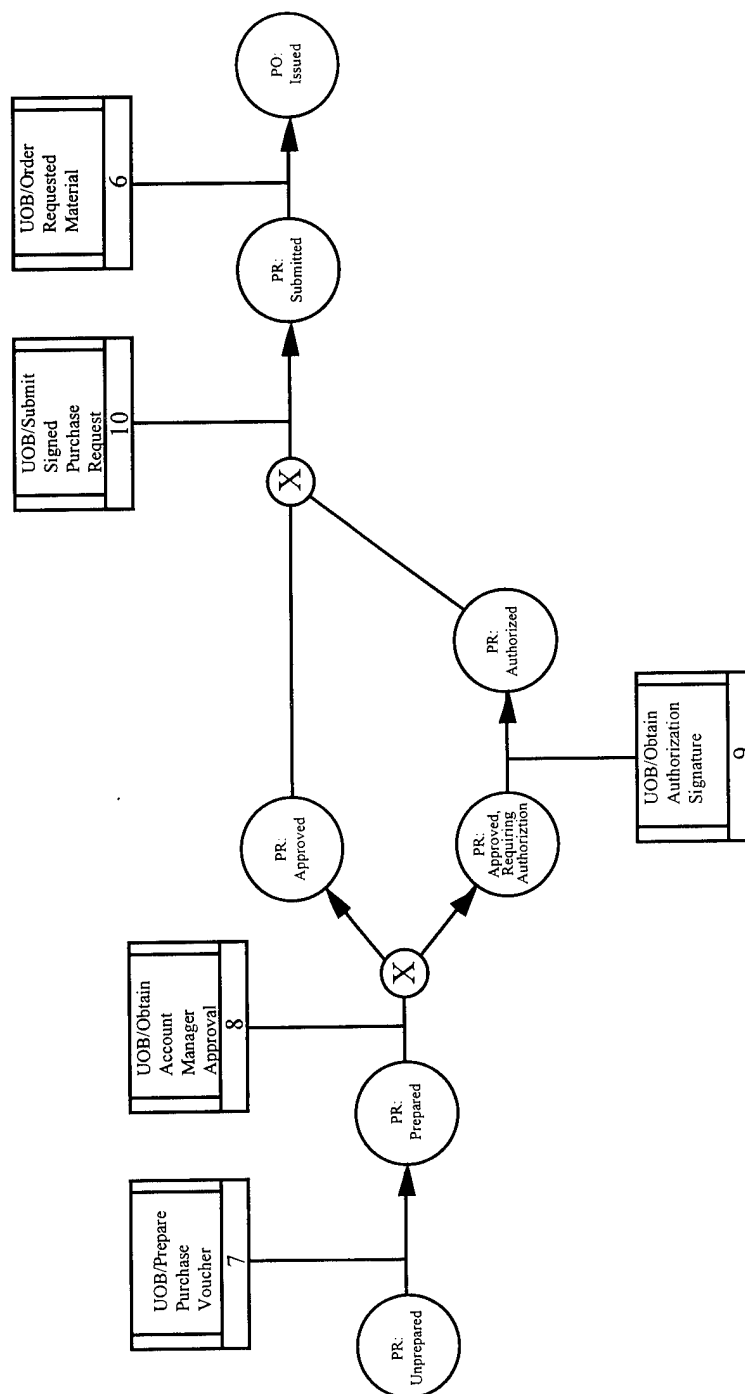 UOB/Prepare
Purchase
Voucher
7
UOB/Obtain
Account
Manager
Approval
8
UOB/Submit
Signed
Purchase
Request
10
UOB/Order
Requested
Material
6
PR:
Unprepared
PR:
Prepared
X
PR:
Approved
PR:
Approved,
Requiring
Authoriztion
PR:
Authorized
X
PR:
Submitted
PO:
Issued
UOB/Obtain
Authorization
Signature
9